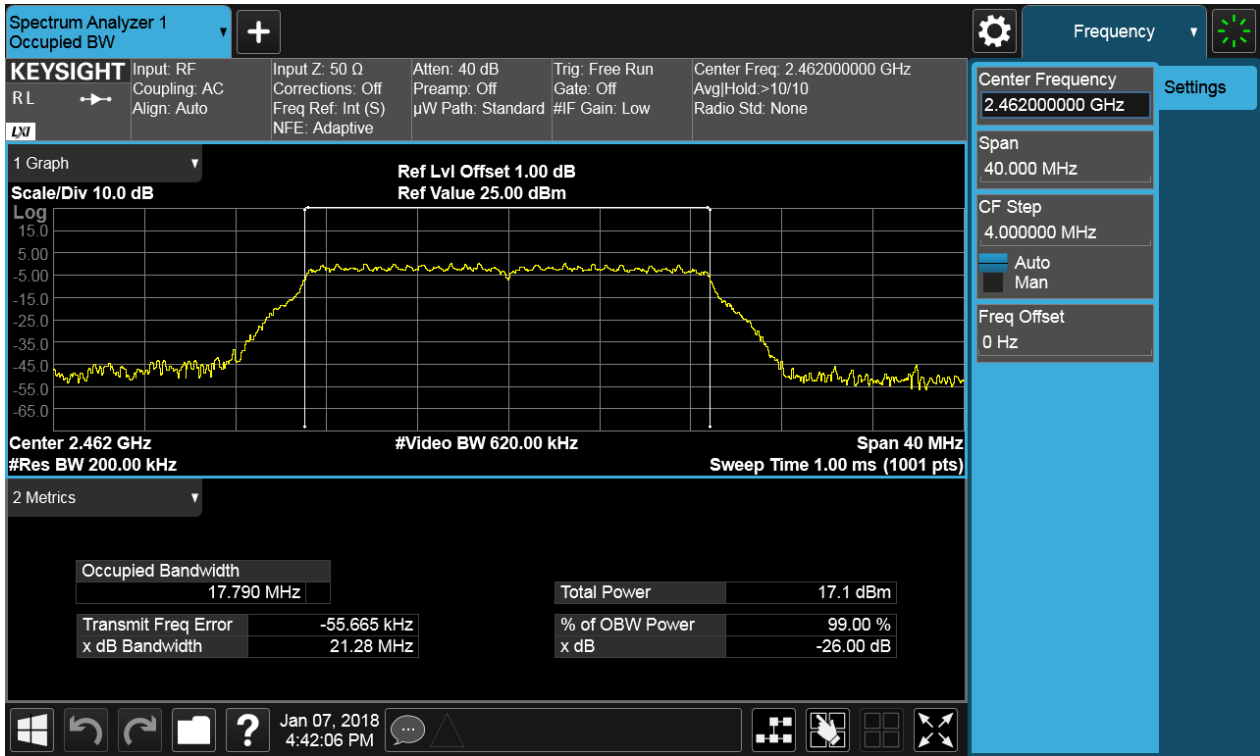 Spectrum Analyzer 1
Occupied BW
Frequency
KEYSIGHT
R L
LXI
Input: RF
Coupling: AC
Align: Auto
Input Z: 50 Ω
Corrections: Off
Freq Ref: Int (S)
NFE: Adaptive
Atten: 40 dB
Preamp: Off
µW Path: Standard
Trig: Free Run
Gate: Off
#IF Gain: Low
Center Freq: 2.462000000 GHz
Avg|Hold:>10/10
Radio Std: None
Center Frequency
2.462000000 GHz
Settings
Span
40.000 MHz
CF Step
4.000000 MHz
Auto
Man
Freq Offset
0 Hz
1 Graph
Scale/Div 10.0 dB
Ref Lvl Offset 1.00 dB
Ref Value 25.00 dBm
Log
15.0
5.00
-5.00
-15.0
-25.0
-35.0
-45.0
-55.0
-65.0
Center 2.462 GHz
#Res BW 200.00 kHz
#Video BW 620.00 kHz
Span 40 MHz
Sweep Time 1.00 ms (1001 pts)
2 Metrics
Occupied Bandwidth
17.790 MHz
Transmit Freq Error -55.665 kHz
x dB Bandwidth 21.28 MHz
Total Power 17.1 dBm
% of OBW Power 99.00 %
x dB -26.00 dB
?
Jan 07, 2018
4:42:06 PM